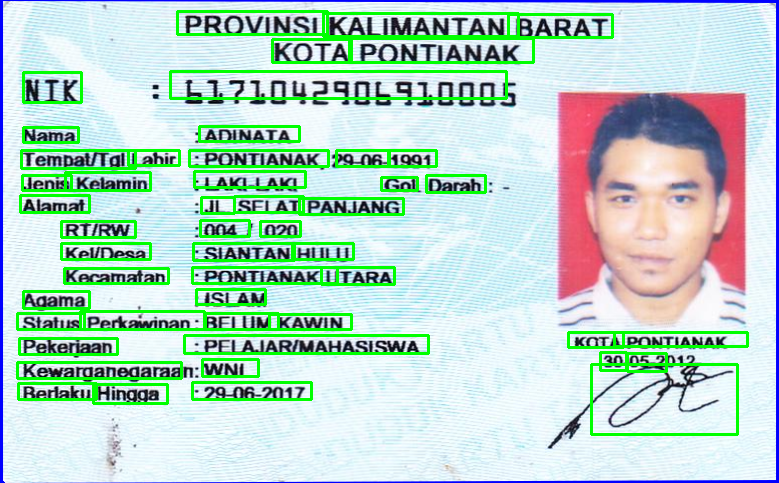 PROVINSI KALIMANTAN BARAT
KOTA PONTIANAK
NIK : 6171042906910005
Nama : ADINATA
Tempat/Tgl Lahir : PONTIANAK, 29-06-1991
Jenis Kelamin : LAKI-LAKI Gol Darah : -
Alamat : JL. SELAT PANJANG
RT/RW : 004 / 020
Kel/Desa : SIANTAN HULU
Kecamatan : PONTIANAK UTARA
Agama : ISLAM
Status Perkawinan : BELUM KAWIN
Pekerjaan : PELAJAR/MAHASISWA
Kewarganegaraan: WNI
Berlaku Hingga : 29-06-2017
KOTA PONTIANAK
30-05-2012